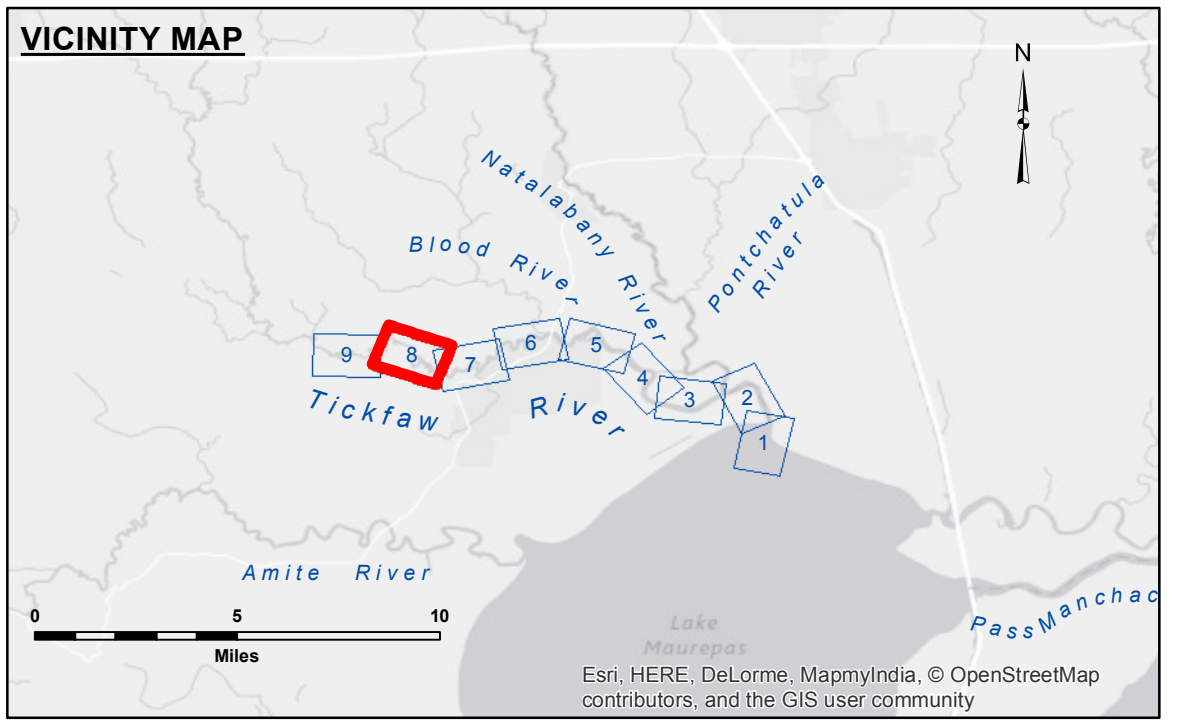 VICINITY MAP
N
Natalabany River
Pontchatula
River
Blood River
9
8
7
6
5
4
3
2
1
Tickfaw River
Amite River
0 5 10
Miles
Lake
Maurepas
Pass Manchac
Esri, HERE, DeLorme, MapmyIndia, © OpenStreetMap
contributors, and the GIS user community